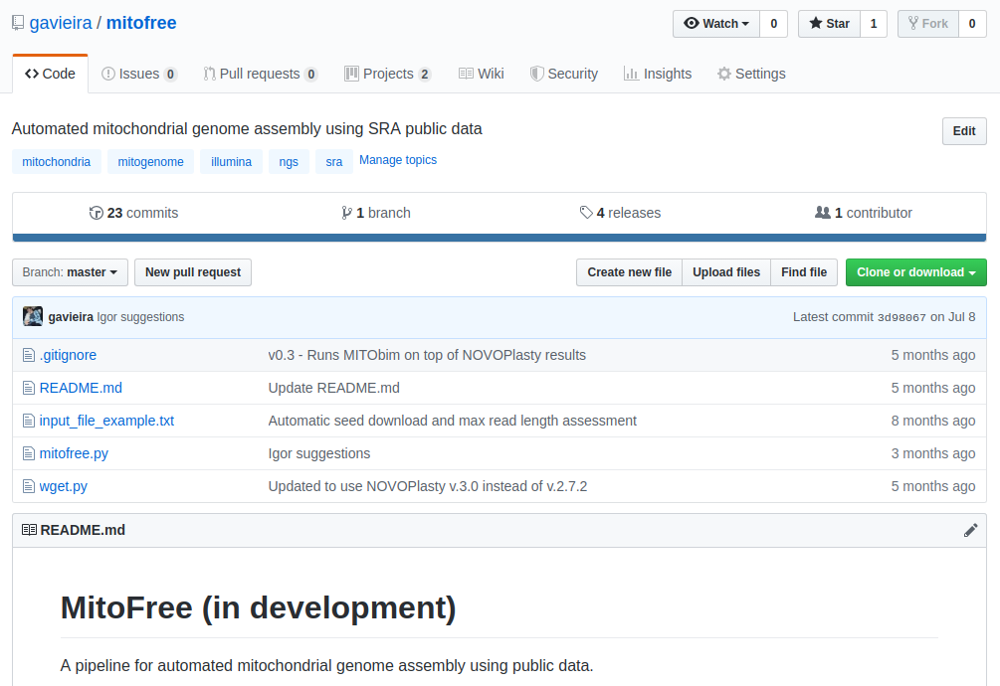 gavieira / mitofree
Watch 0 Star 1 Fork 0
Code Issues 0 Pull requests 0 Projects 2 Wiki Security Insights Settings
Automated mitochondrial genome assembly using SRA public data
Edit
mitochondria mitogenome illumina ngs sra Manage topics
23 commits 1 branch 4 releases 1 contributor
Branch: master New pull request Create new file Upload files Find file Clone or download
gavieira Igor suggestions Latest commit 3d98067 on Jul 8
.gitignore v0.3 - Runs MITObim on top of NOVOPlasty results 5 months ago
README.md Update README.md 5 months ago
input_file_example.txt Automatic seed download and max read length assessment 8 months ago
mitofree.py Igor suggestions 3 months ago
wget.py Updated to use NOVOPlasty v.3.0 instead of v.2.7.2 5 months ago
README.md
MitoFree (in development)
A pipeline for automated mitochondrial genome assembly using public data.